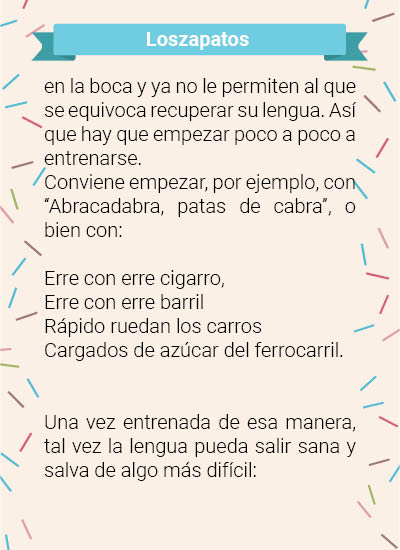 Loszapatos
en la boca y ya no le permiten al que
se equivoca recuperar su lengua. Así
que hay que empezar poco a poco a
entrenarse.
Conviene empezar, por ejemplo, con
“Abracadabra, patas de cabra”, o
bien con:
Erre con erre cigarro,
Erre con erre barril
Rápido ruedan los carros
Cargados de azúcar del ferrocarril.
Una vez entrenada de esa manera,
tal vez la lengua pueda salir sana y
salva de algo más difícil: